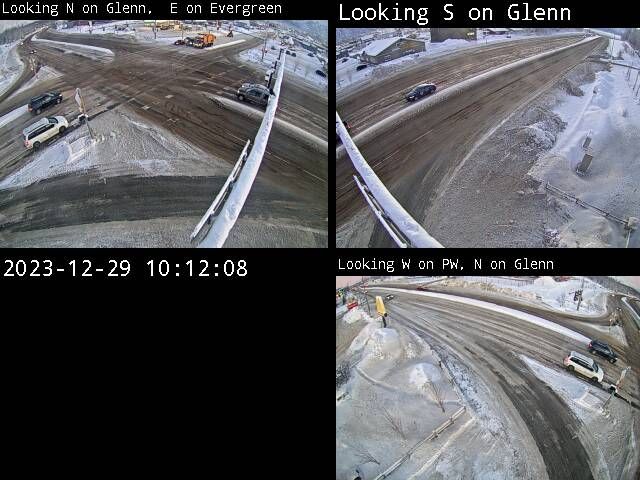 Looking N on Glenn, E on Evergreen
Looking S on Glenn
2023-12-29 10:12:08
Looking W on PW, N on Glenn